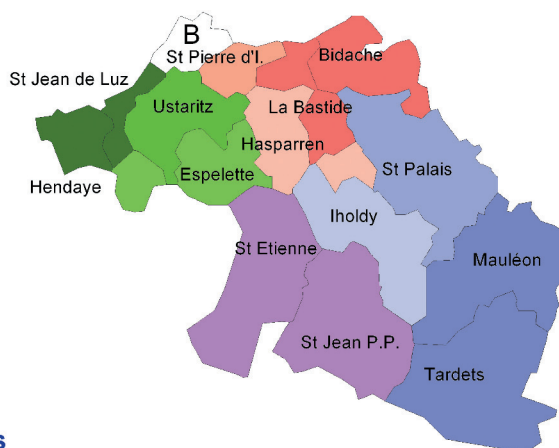 B
St Pierre d'I.
Bidache
St Jean de Luz
Ustaritz
La Bastide
Hasparren
St Palais
Espelette
Hendaye
Iholdy
St Etienne
Mauléon
St Jean P.P.
Tardets
s